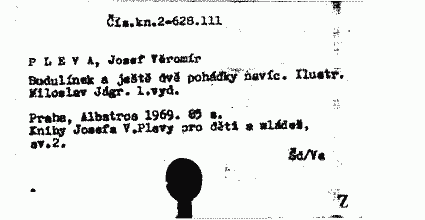 Čís.kn.2-628.111
P L E V A, Josef Věromír
Budulínek a ještě dvě pohádky navíc. Ilustr.
Miloslav Jágr. 1.vyd.
Praha, Albatros 1969. 85 s.
Knihy Josefa V.Plevy pro děti a mládež,
sv.2.
Šd/Va
Z